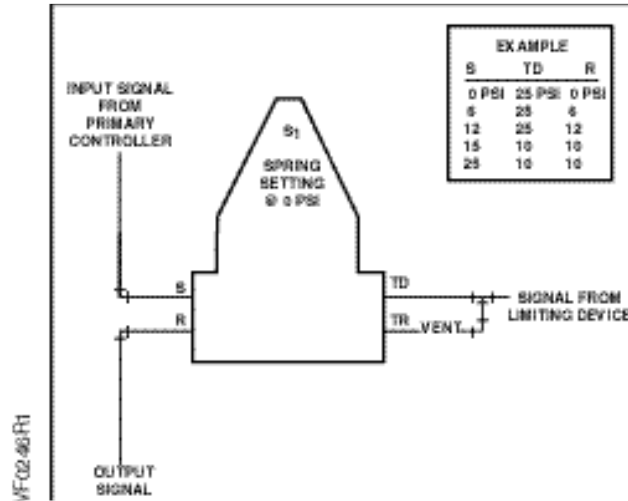 EXAMPLE
S TD R
0 PSI 25 PSI 0 PSI
6 25 6
12 25 12
15 10 10
25 10 10
INPUT SIGNAL
FROM
PRIMARY
CONTROLLER
S1
SPRING
SETTING
@ 0 PSI
S
TD
SIGNAL FROM
LIMITING DEVICE
R
TR
VENT
OUTPUT
SIGNAL
VF0246R1